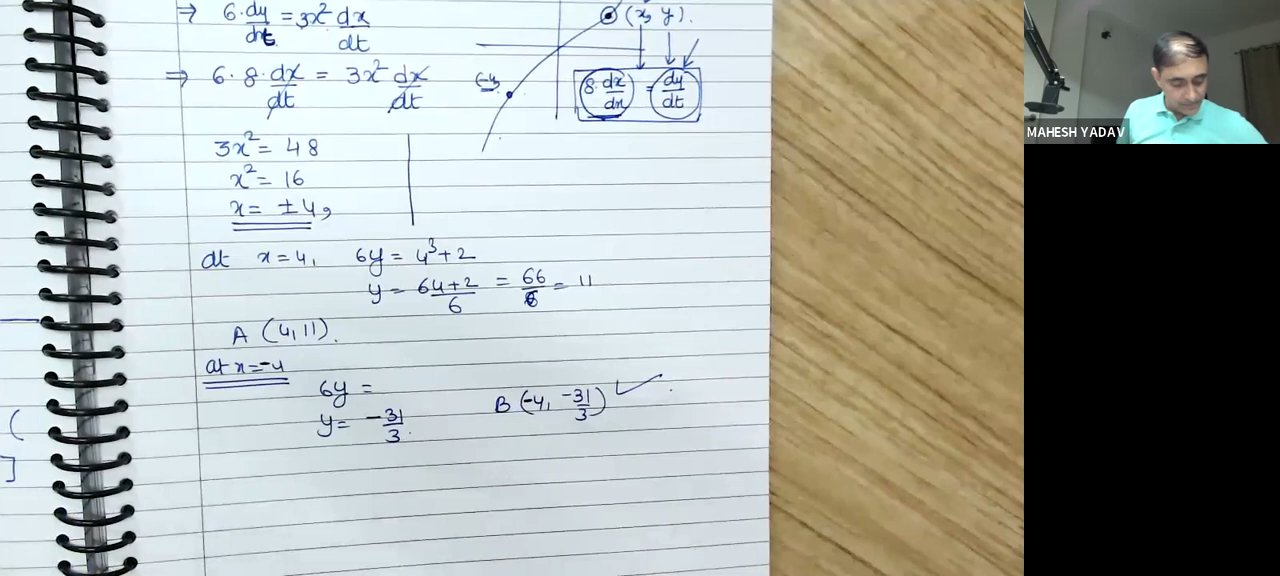 ⇒ 6·dy/dt = 3x² dx/dt
(x, y).
⇒ 6·8·dx/dt = 3x² dx/dt
8·dx/dn = dy/dt
MAHESH YADAV
3x² = 48
x² = 16
x = ±4,
at x = 4, 6y = 4³ + 2
y = 64+2/6 = 66/6 = 11
A (4, 11).
at x = -4
6y =
y = -31/3.
B (-4, -31/3)
(
]